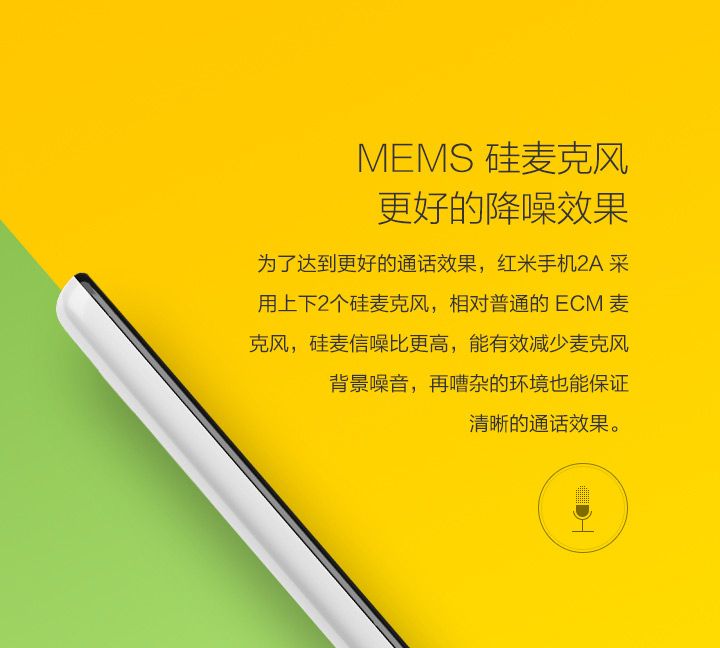 MEMS 硅麦克风
更好的降噪效果
为了达到更好的通话效果，红米手机2A 采
用上下2个硅麦克风，相对普通的 ECM 麦
克风，硅麦信噪比更高，能有效减少麦克风
背景噪音，再嘈杂的环境也能保证
清晰的通话效果。